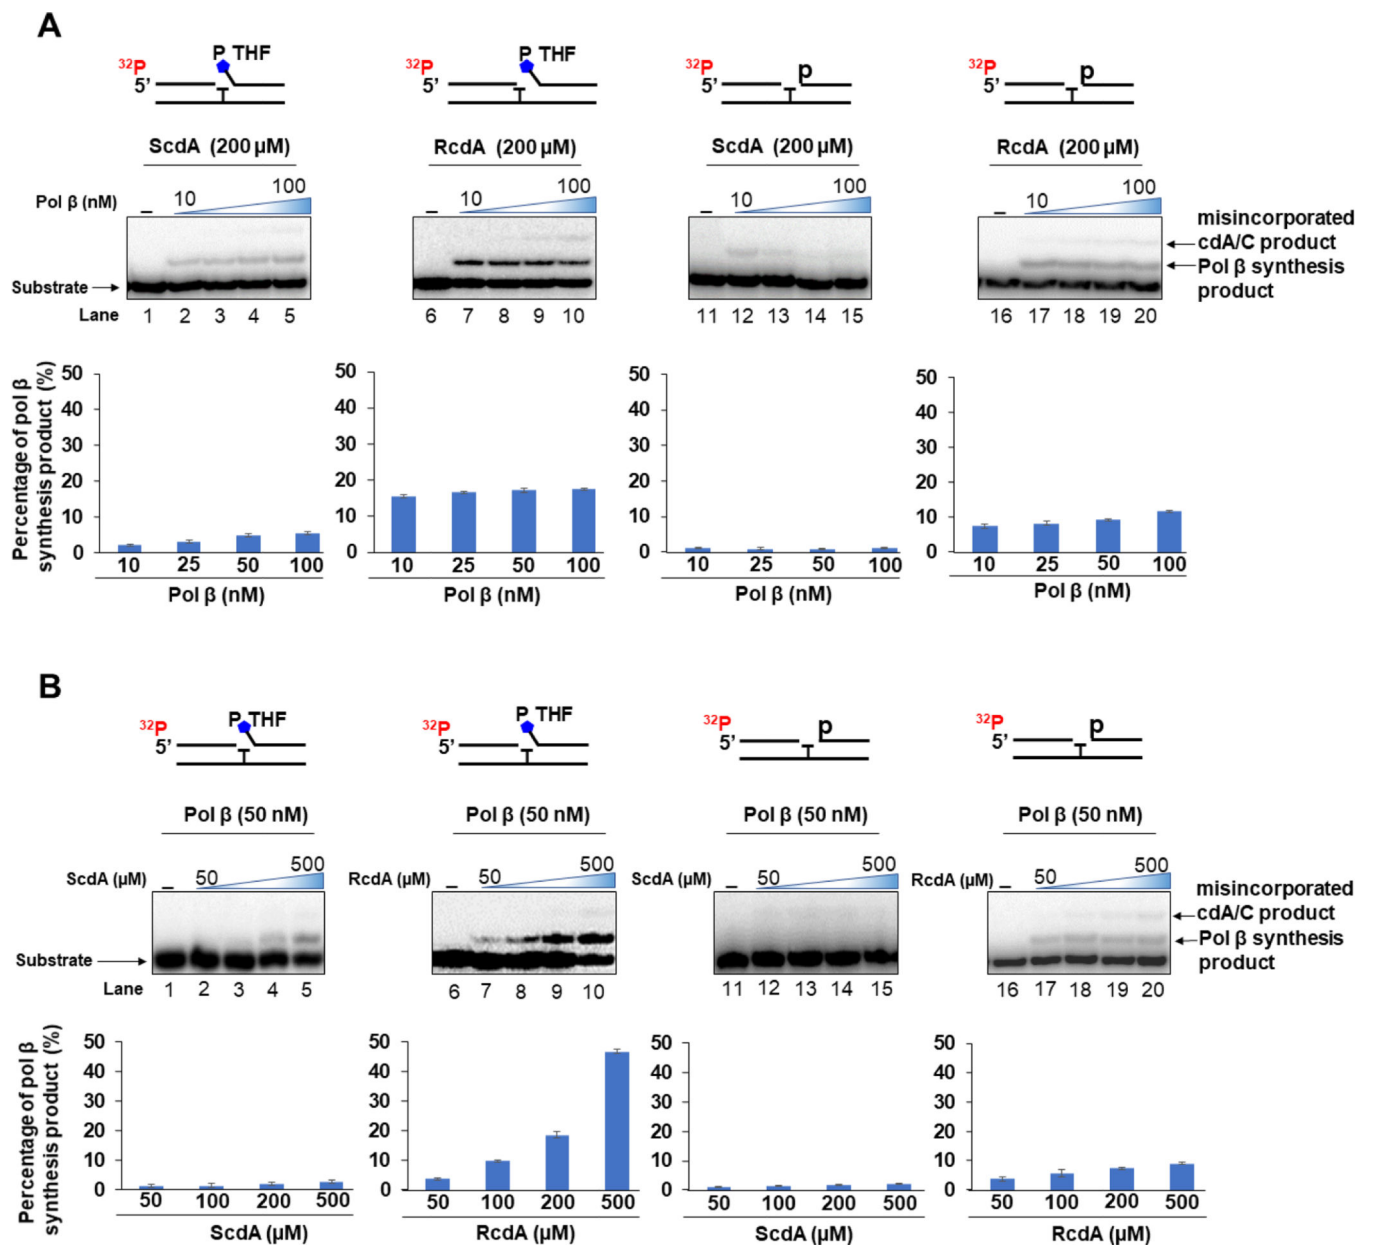 A
P THF P THF
32P 32P 32P p 32P p
5’ 5’ 5’ 5’
T T T T
ScdA (200 µM) RcdA (200 µM) ScdA (200 µM) RcdA (200 µM)
Pol β (nM) – 10 100 – 10 100 – 10 100 – 10 100
misincorporated
cdA/C product
Pol β synthesis
product
Substrate
Lane 1 2 3 4 5 6 7 8 9 10 11 12 13 14 15 16 17 18 19 20
Percentage of pol β
synthesis product (%)
50 50 50 50
40 40 40 40
30 30 30 30
20 20 20 20
10 10 10 10
0 0 0 0
10 25 50 100 10 25 50 100 10 25 50 100 10 25 50 100
Pol β (nM) Pol β (nM) Pol β (nM) Pol β (nM)
B
P THF P THF
32P 32P 32P p 32P p
5’ 5’ 5’ 5’
T T T T
Pol β (50 nM) Pol β (50 nM) Pol β (50 nM) Pol β (50 nM)
ScdA (µM) – 50 500 RcdA (µM) – 50 500 ScdA (µM) – 50 500 RcdA (µM) – 50 500
misincorporated
cdA/C product
Pol β synthesis
product
Substrate
Lane 1 2 3 4 5 6 7 8 9 10 11 12 13 14 15 16 17 18 19 20
Percentage of pol β
synthesis product (%)
50 50 50 50
40 40 40 40
30 30 30 30
20 20 20 20
10 10 10 10
0 0 0 0
50 100 200 500 50 100 200 500 50 100 200 500 50 100 200 500
ScdA (µM) RcdA (µM) ScdA (µM) RcdA (µM)